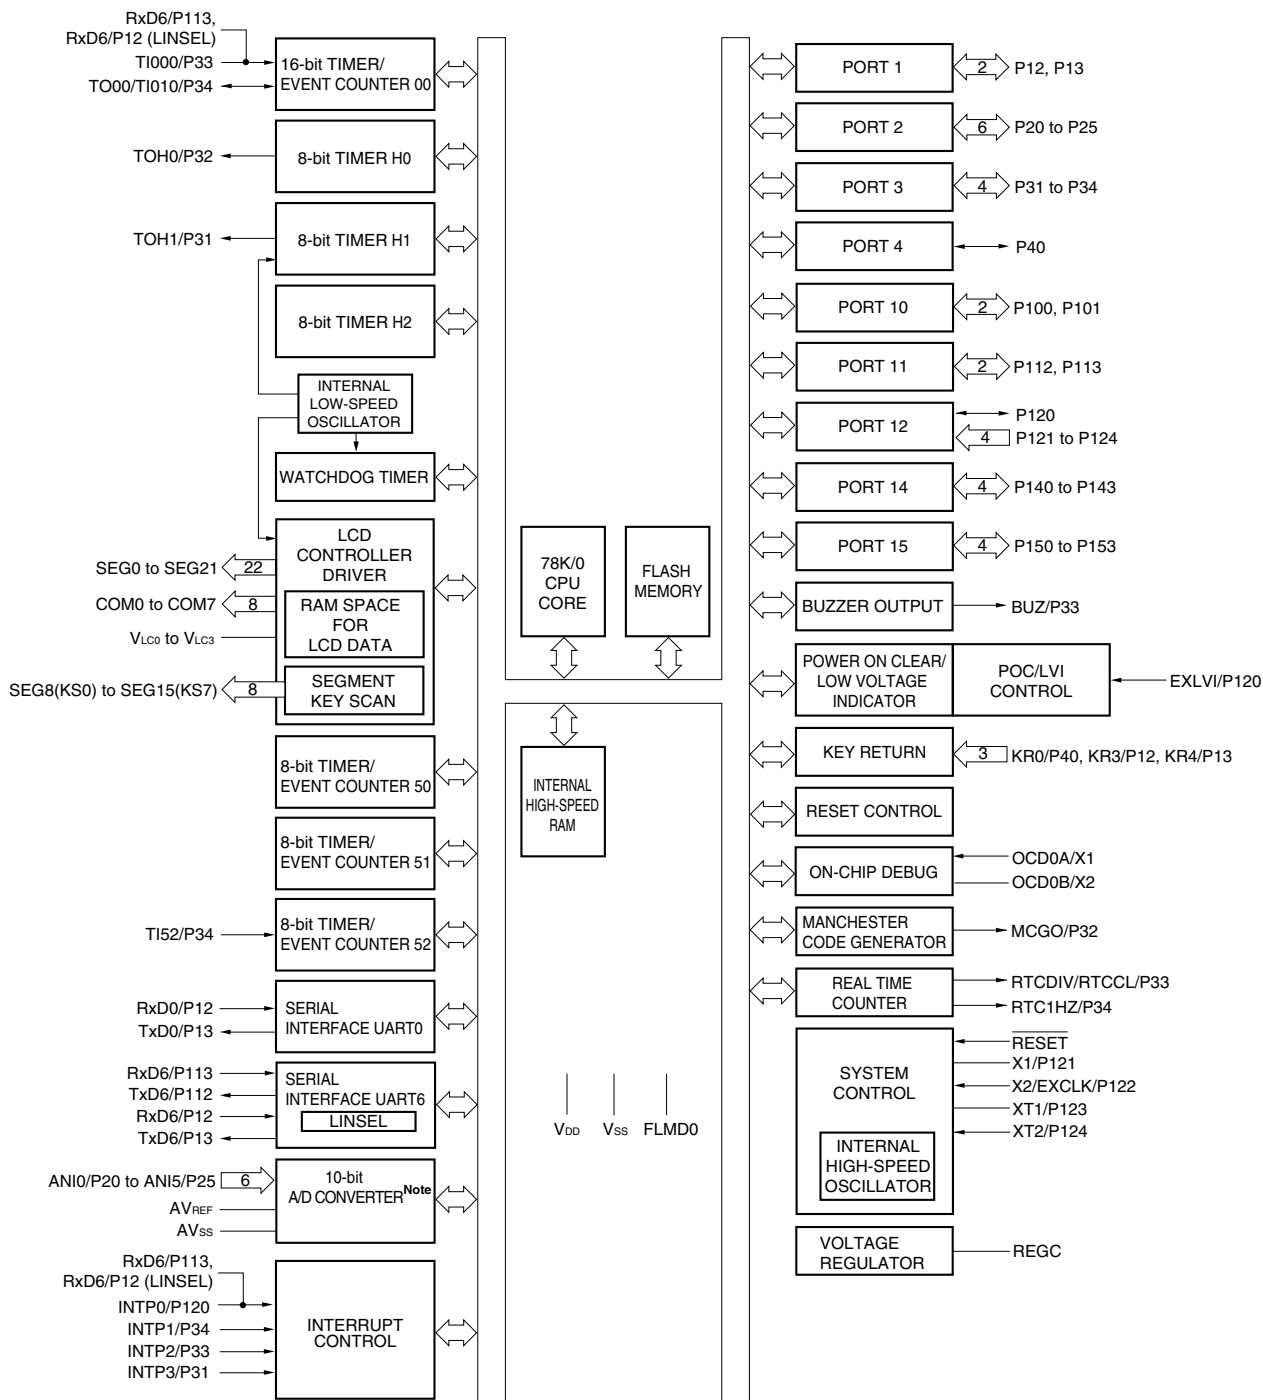 RxD6/P113,
RxD6/P12 (LINSEL)
TI000/P33
TO00/TI010/P34
16-bit TIMER/
EVENT COUNTER 00
TOH0/P32
8-bit TIMER H0
TOH1/P31
8-bit TIMER H1
8-bit TIMER H2
INTERNAL
LOW-SPEED
OSCILLATOR
WATCHDOG TIMER
LCD
CONTROLLER
DRIVER
SEG0 to SEG21
22
COM0 to COM7
8
RAM SPACE
FOR
LCD DATA
VLC0 to VLC3
SEG8(KS0) to SEG15(KS7)
8
SEGMENT
KEY SCAN
8-bit TIMER/
EVENT COUNTER 50
8-bit TIMER/
EVENT COUNTER 51
TI52/P34
8-bit TIMER/
EVENT COUNTER 52
RxD0/P12
TxD0/P13
SERIAL
INTERFACE UART0
RxD6/P113
TxD6/P112
RxD6/P12
TxD6/P13
SERIAL
INTERFACE UART6
LINSEL
ANI0/P20 to ANI5/P25
6
AVREF
AVSS
10-bit
A/D CONVERTER Note
RxD6/P113,
RxD6/P12 (LINSEL)
INTP0/P120
INTP1/P34
INTP2/P33
INTP3/P31
INTERRUPT
CONTROL
78K/0
CPU
CORE
FLASH
MEMORY
INTERNAL
HIGH-SPEED
RAM
VDD
VSS
FLMD0
PORT 1
2
P12, P13
PORT 2
6
P20 to P25
PORT 3
4
P31 to P34
PORT 4
P40
PORT 10
2
P100, P101
PORT 11
2
P112, P113
PORT 12
P120
4
P121 to P124
PORT 14
4
P140 to P143
PORT 15
4
P150 to P153
BUZZER OUTPUT
BUZ/P33
POWER ON CLEAR/
LOW VOLTAGE
INDICATOR
POC/LVI
CONTROL
EXLVI/P120
KEY RETURN
3
KR0/P40, KR3/P12, KR4/P13
RESET CONTROL
ON-CHIP DEBUG
OCD0A/X1
OCD0B/X2
MANCHESTER
CODE GENERATOR
MCGO/P32
REAL TIME
COUNTER
RTCDIV/RTCCL/P33
RTC1HZ/P34
SYSTEM
CONTROL
RESET
X1/P121
X2/EXCLK/P122
XT1/P123
XT2/P124
INTERNAL
HIGH-SPEED
OSCILLATOR
VOLTAGE
REGULATOR
REGC